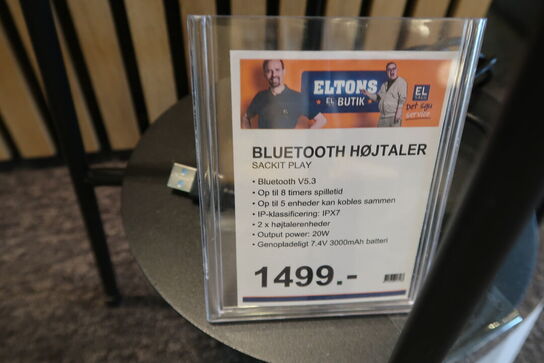 ELTONS
EL BUTIK
EL
Det sgu
service
BLUETOOTH HØJTALER
SACKIT PLAY
• Bluetooth V5.3
• Op til 8 timers spilletid
• Op til 5 enheder kan kobles sammen
• IP-klassificering: IPX7
• 2 x højtalerenheder
• Output power: 20W
• Genopladeligt 7.4V 3000mAh batteri
1499.-